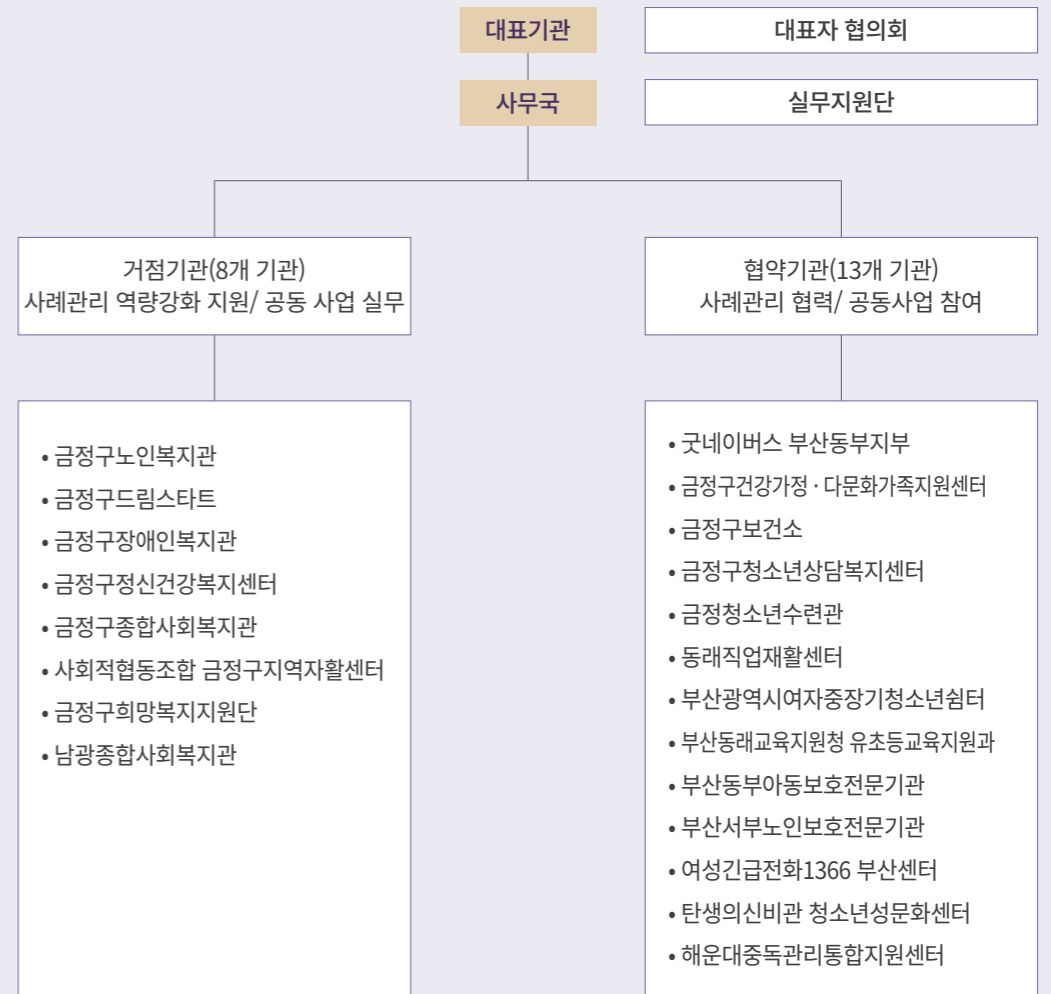 대표기관
대표자 협의회
사무국
실무지원단
거점기관(8개 기관)
사례관리 역량강화 지원/ 공동 사업 실무
협약기관(13개 기관)
사례관리 협력/ 공동사업 참여
• 금정구노인복지관
• 금정구드림스타트
• 금정구장애인복지관
• 금정구정신건강복지센터
• 금정구종합사회복지관
• 사회적협동조합 금정구지역자활센터
• 금정구희망복지지원단
• 남광종합사회복지관
• 굿네이버스 부산동부지부
• 금정구건강가정 · 다문화가족지원센터
• 금정구보건소
• 금정구청소년상담복지센터
• 금정청소년수련관
• 동래직업재활센터
• 부산광역시여자중장기청소년쉼터
• 부산동래교육지원청 유초등교육지원과
• 부산동부아동보호전문기관
• 부산서부노인보호전문기관
• 여성긴급전화1366 부산센터
• 탄생의신비관 청소년성문화센터
• 해운대중독관리통합지원센터